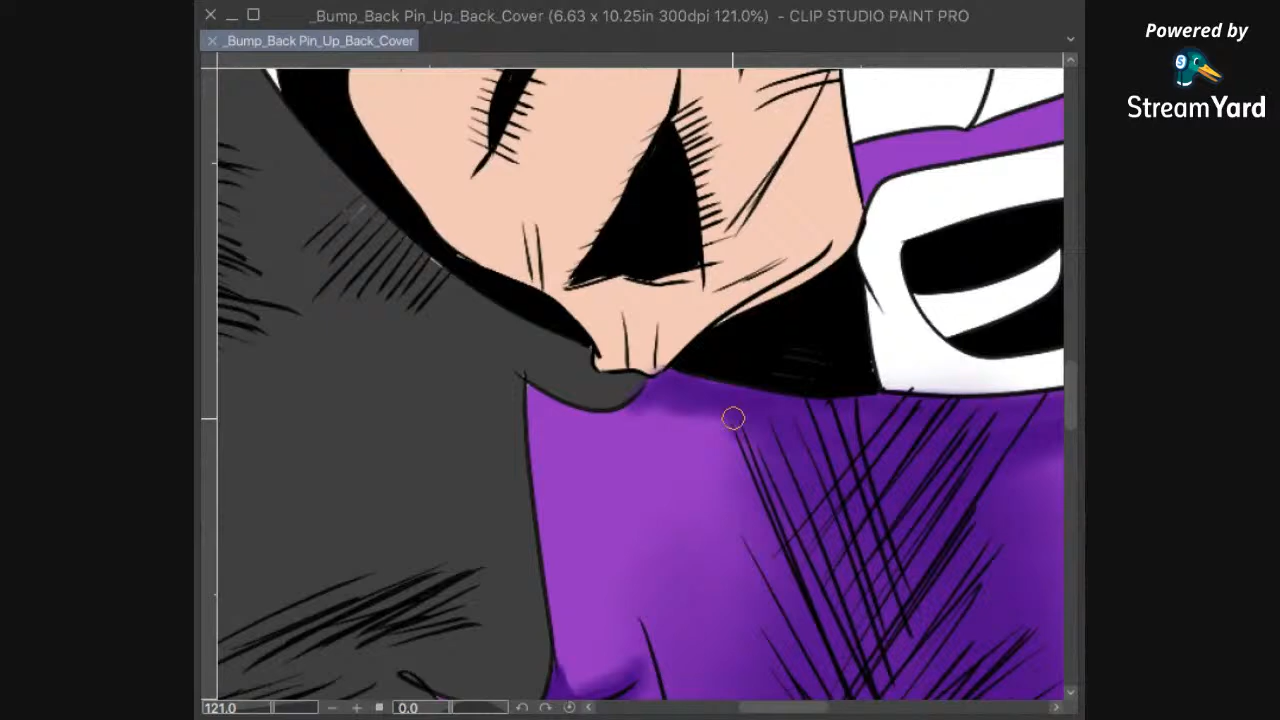 _Bump_Back Pin_Up_Back_Cover (6.63 x 10.25in 300dpi 121.0%) - CLIP STUDIO PAINT PRO
_Bump_Back Pin_Up_Back_Cover
Powered by
S
StreamYard
121.0
0.0